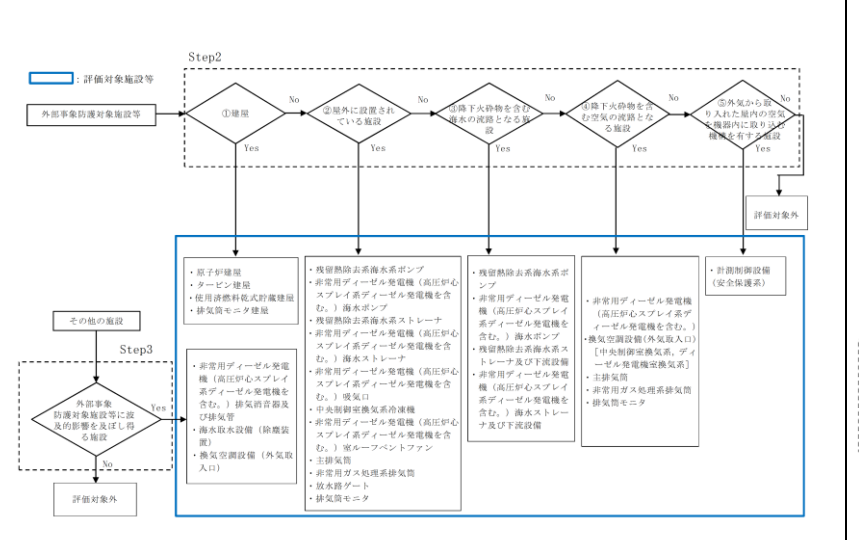 Step2
：評価対象施設等
外部事象防護対象施設等
①建屋
No
②屋外に設置され
ている施設
No
③降下火砕物を含む
海水の流路となる施
設
No
④降下火砕物を含
む空気の流路とな
る施設
No
⑤外気から取
り入れた屋内の空気
を機器内に取り込む
機構を有する施設
No
Yes
Yes
Yes
Yes
Yes
評価対象外
・原子炉建屋
・タービン建屋
・使用済燃料乾式貯蔵建屋
・排気筒モニタ建屋
・残留熱除去系海水系ポンプ
・非常用ディーゼル発電機（高圧炉心
スプレイ系ディーゼル発電機を含
む。）海水ポンプ
・残留熱除去系海水系ストレーナ
・非常用ディーゼル発電機（高圧炉心
スプレイ系ディーゼル発電機を含
む。）海水ストレーナ
・非常用ディーゼル発電機（高圧炉心
スプレイ系ディーゼル発電機を含
む。）吸気口
・中央制御室換気系冷凍機
・非常用ディーゼル発電機（高圧炉心
スプレイ系ディーゼル発電機を含
む。）室ルーフベントファン
・主排気筒
・非常用ガス処理系排気筒
・放水路ゲート
・排気筒モニタ
・残留熱除去系海水系ポ
ンプ
・非常用ディーゼル発電
機（高圧炉心スプレイ
系ディーゼル発電機を
含む。）海水ポンプ
・残留熱除去系海水系ス
トレーナ及び下流設備
・非常用ディーゼル発電
機（高圧炉心スプレイ
系ディーゼル発電機を
含む。）海水ストレー
ナ及び下流設備
・非常用ディーゼル発電機
（高圧炉心スプレイ系デ
ィーゼル発電機を含む。）
・換気空調設備(外気取入口)
［中央制御室換気系，ディ
ーゼル発電機室換気系］
・主排気筒
・非常用ガス処理系排気筒
・排気筒モニタ
・計測制御設備
（安全保護系）
その他の施設
Step3
外部事象
防護対象施設等に波
及的影響を及ぼし得
る施設
Yes
No
評価対象外
・非常用ディーゼル発電
機（高圧炉心スプレイ
系ディーゼル発電機を
含む。）排気消音器及
び排気管
・海水取水設備（除塵装
置）
・換気空調設備（外気取
入口）